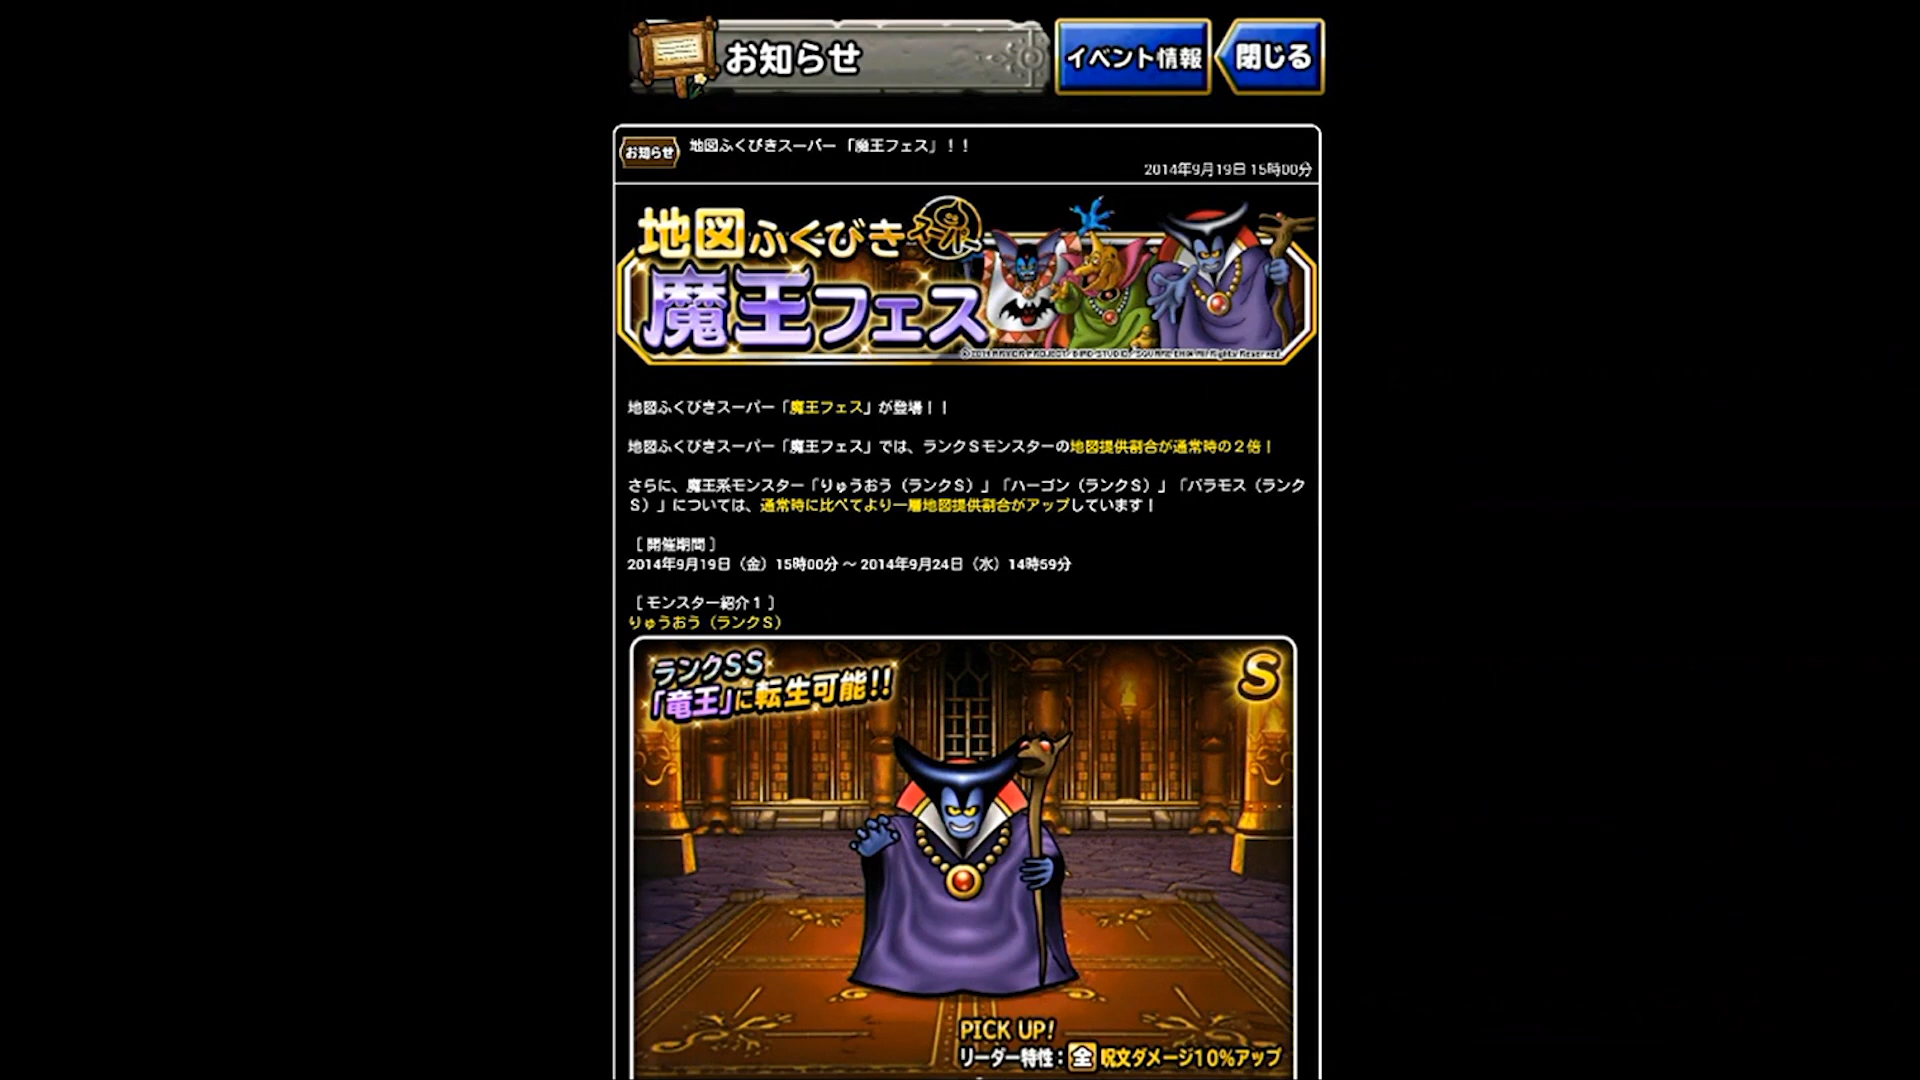 お知らせ
イベント情報
閉じる
お知らせ
地図ふくびきスーパー「魔王フェス」！！
2014年9月19日 15時00分
地図ふくびきスーパー
魔王フェス
地図ふくびきスーパー「魔王フェス」が登場！！
地図ふくびきスーパー「魔王フェス」では、ランクSモンスターの地図提供割合が通常時の２倍！
さらに、魔王系モンスター「りゅうおう（ランクS）」「ハーゴン（ランクS）」「バラモス（ランク
S）」については、通常時に比べてより一層地図提供割合がアップしています！
［ 開催期間 ］
2014年9月19日（金）15時00分 〜 2014年9月24日（水）14時59分
［ モンスター紹介１ ］
りゅうおう（ランクS）
ランクSS
「竜王」に転生可能!!
S
PICK UP!
リーダー特性：全 呪文ダメージ10%アップ